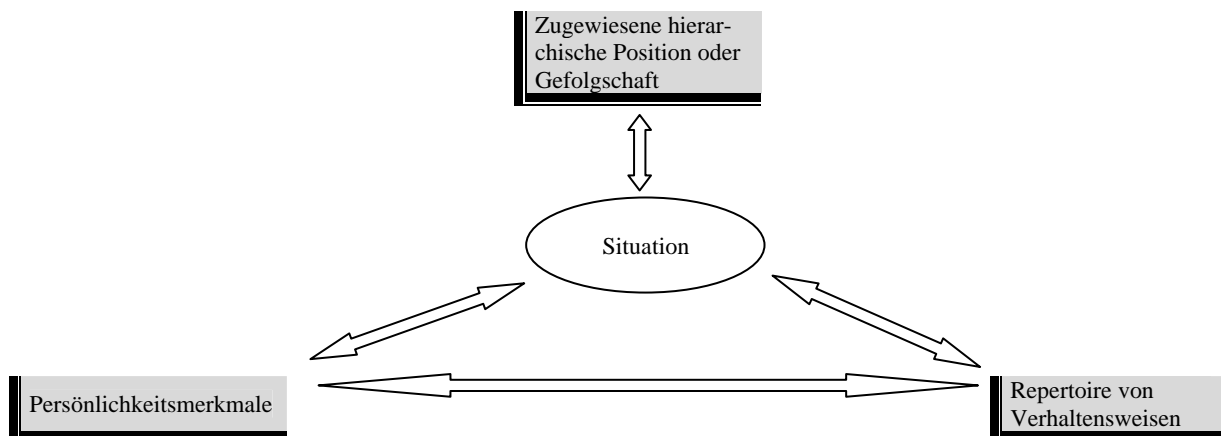 Zugewiesene hierar-
chische Position oder
Gefolgschaft
Situation
Persönlichkeitsmerkmale
Repertoire von
Verhaltensweisen